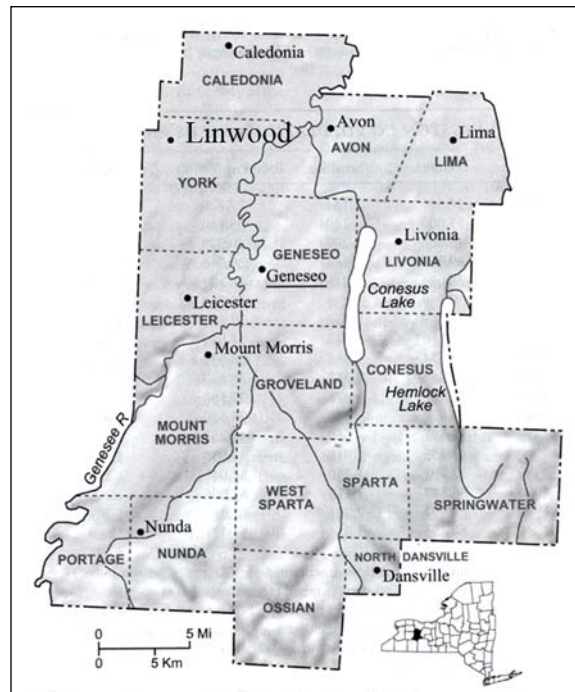 Caledonia
CALEDONIA
Linwood
Avon
AVON
Lima
LIMA
YORK
Livonia
LIVONIA
GENESEO
Geneseo
Conesus
Lake
Leicester
LEICESTER
Mount Morris
CONESUS
GROVELAND
Hemlock
Lake
Genesee R
MOUNT
MORRIS
WEST
SPARTA
SPARTA
SPRINGWATER
Nunda
NUNDA
PORTAGE
NORTH DANSVILLE
Dansville
OSSIAN
0 5 Mi
0 5 Km